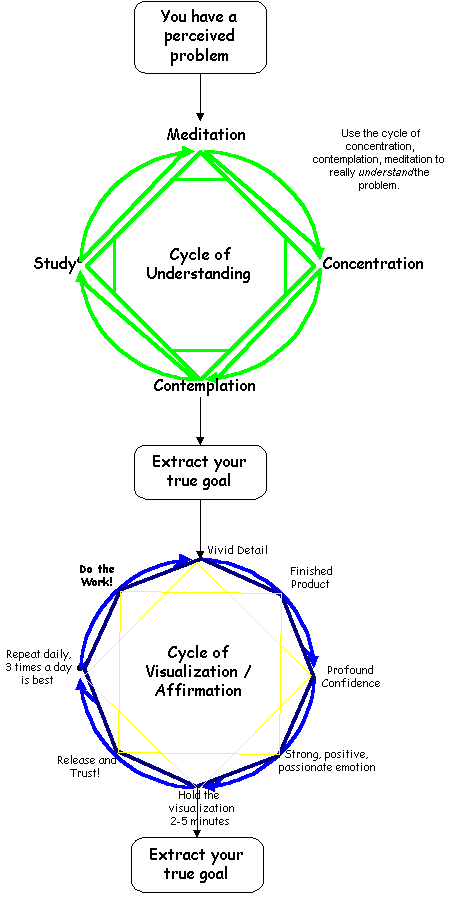 You have a
perceived
problem
Meditation
Use the cycle of
concentration,
contemplation, meditation to
really understand the
problem.
Study
Cycle of
Understanding
Concentration
Contemplation
Extract your
true goal
Vivid Detail
Do the
Work!
Finished
Product
Repeat daily,
3 times a day
is best
Cycle of
Visualization /
Affirmation
Profound
Confidence
Release and
Trust!
Strong, positive,
passionate emotion
Hold the
visualization
2-5 minutes
Extract your
true goal